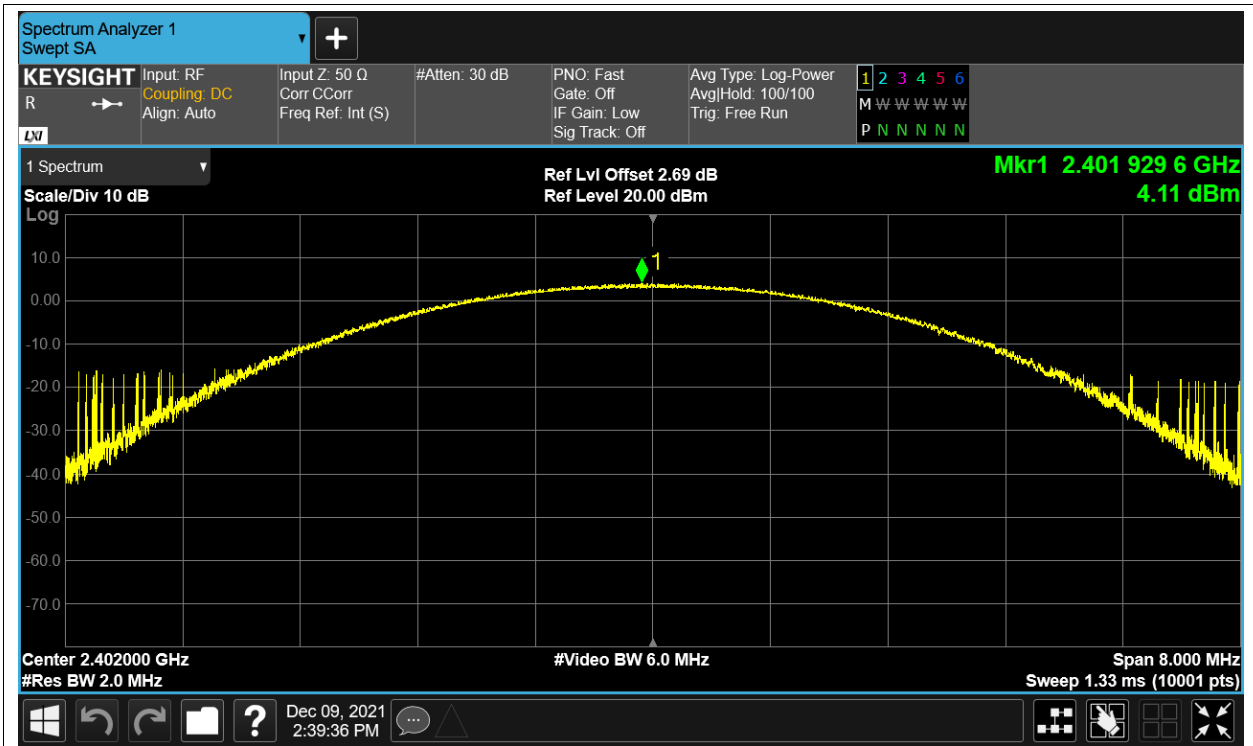 Spectrum Analyzer 1
Swept SA
KEYSIGHT
R
LXI
Input: RF
Coupling: DC
Align: Auto
Input Z: 50 Ω
Corr CCorr
Freq Ref: Int (S)
#Atten: 30 dB
PNO: Fast
Gate: Off
IF Gain: Low
Sig Track: Off
Avg Type: Log-Power
Avg|Hold: 100/100
Trig: Free Run
1 2 3 4 5 6
M W W W W W
P N N N N N
1 Spectrum
Scale/Div 10 dB
Log
Ref Lvl Offset 2.69 dB
Ref Level 20.00 dBm
Mkr1 2.401 929 6 GHz
4.11 dBm
1
10.0
0.00
-10.0
-20.0
-30.0
-40.0
-50.0
-60.0
-70.0
Center 2.402000 GHz
#Res BW 2.0 MHz
#Video BW 6.0 MHz
Span 8.000 MHz
Sweep 1.33 ms (10001 pts)
?
Dec 09, 2021
2:39:36 PM